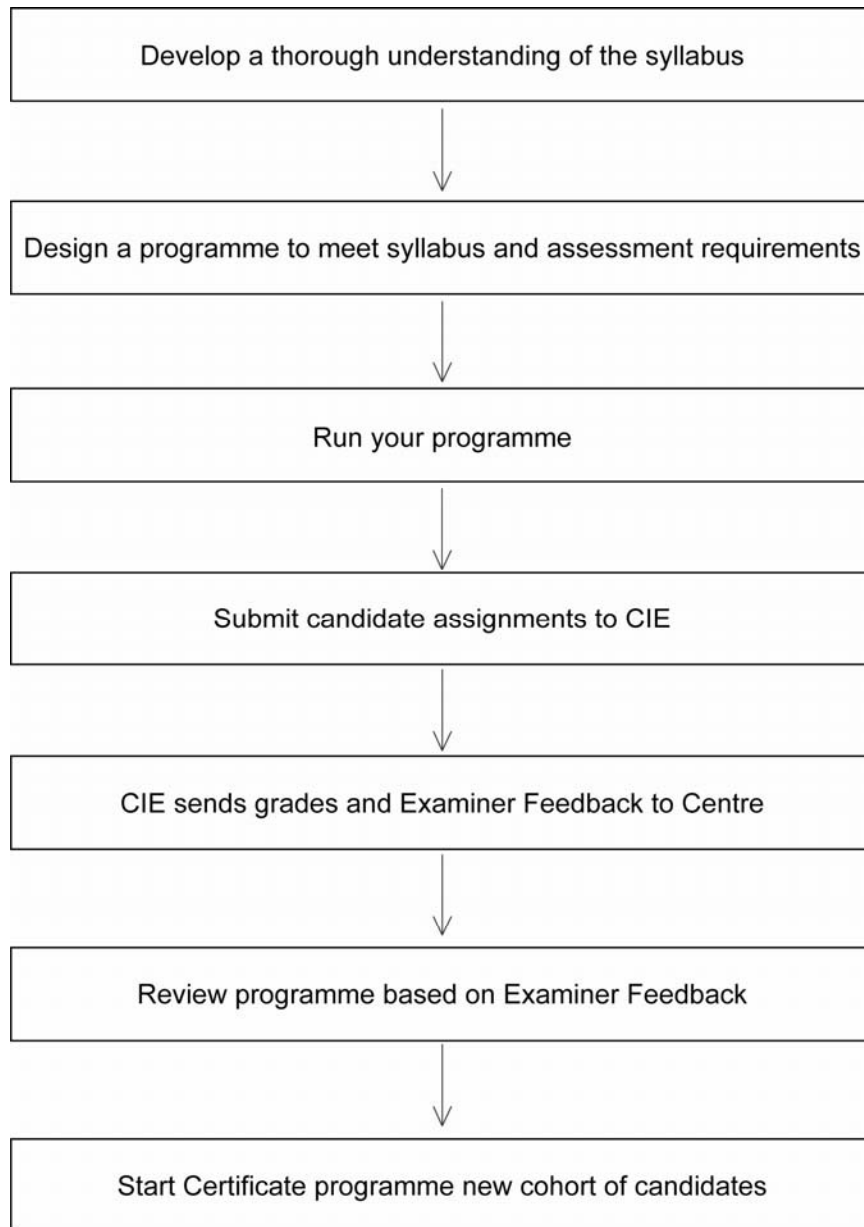 Develop a thorough understanding of the syllabus
Design a programme to meet syllabus and assessment requirements
Run your programme
Submit candidate assignments to CIE
CIE sends grades and Examiner Feedback to Centre
Review programme based on Examiner Feedback
Start Certificate programme new cohort of candidates